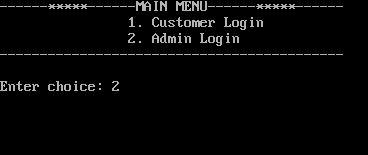 ------*****------MAIN MENU------*****------
1. Customer Login
2. Admin Login
-------------------------------------------
Enter choice: 2